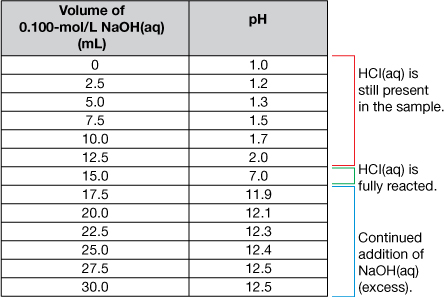 Volume of
0.100-mol/L NaOH(aq)
(mL)
pH
0 1.0
2.5 1.2
5.0 1.3
7.5 1.5
10.0 1.7
12.5 2.0
15.0 7.0
17.5 11.9
20.0 12.1
22.5 12.3
25.0 12.4
27.5 12.5
30.0 12.5
HCl(aq) is
still present
in the sample.
HCl(aq) is
fully reacted.
Continued
addition of
NaOH(aq)
(excess).